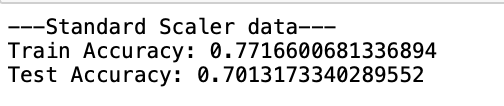 ---Standard Scaler data---
Train Accuracy: 0.7716600681336894
Test Accuracy: 0.7013173340289552